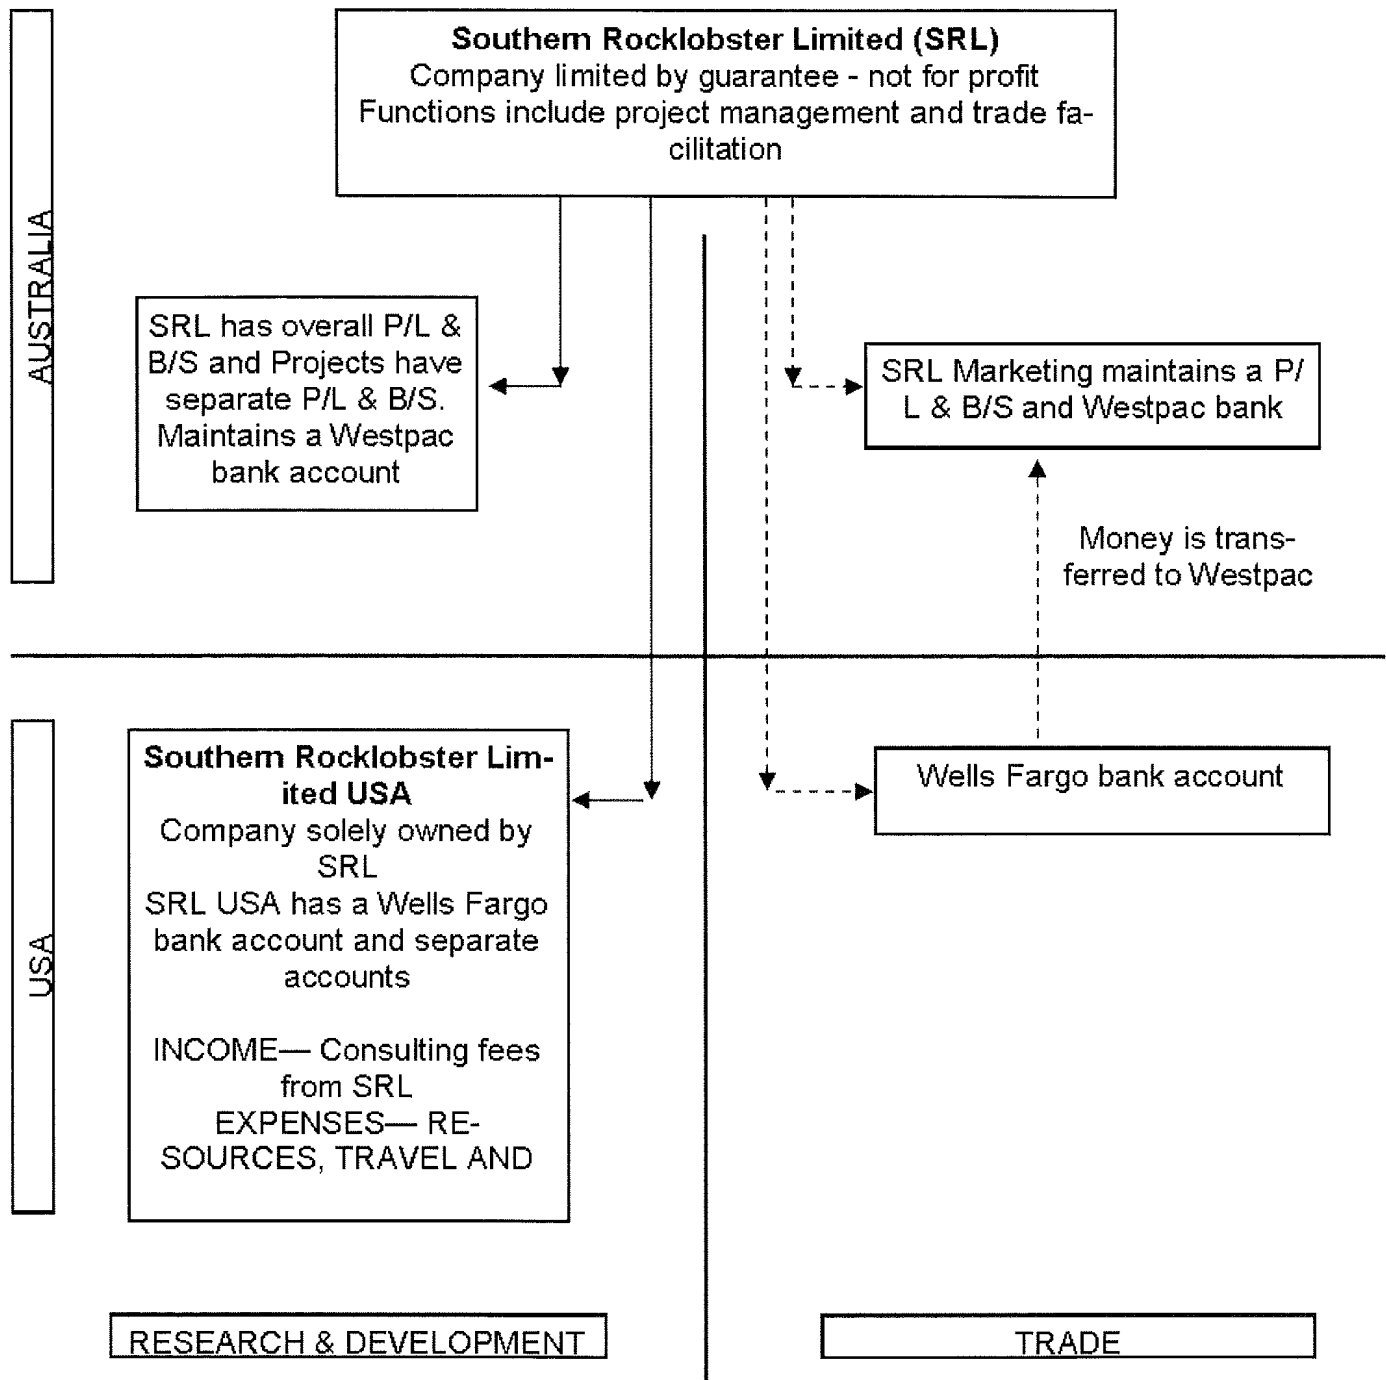 Southern Rocklobster Limited (SRL)
Company limited by guarantee - not for profit
Functions include project management and trade fa-
cilitation
AUSTRALIA
SRL has overall P/L &
B/S and Projects have
separate P/L & B/S.
Maintains a Westpac
bank account
SRL Marketing maintains a P/
L & B/S and Westpac bank
Money is trans-
ferred to Westpac
USA
Southern Rocklobster Lim-
ited USA
Company solely owned by
SRL
SRL USA has a Wells Fargo
bank account and separate
accounts
INCOME— Consulting fees
from SRL
EXPENSES— RE-
SOURCES, TRAVEL AND
Wells Fargo bank account
RESEARCH & DEVELOPMENT
TRADE